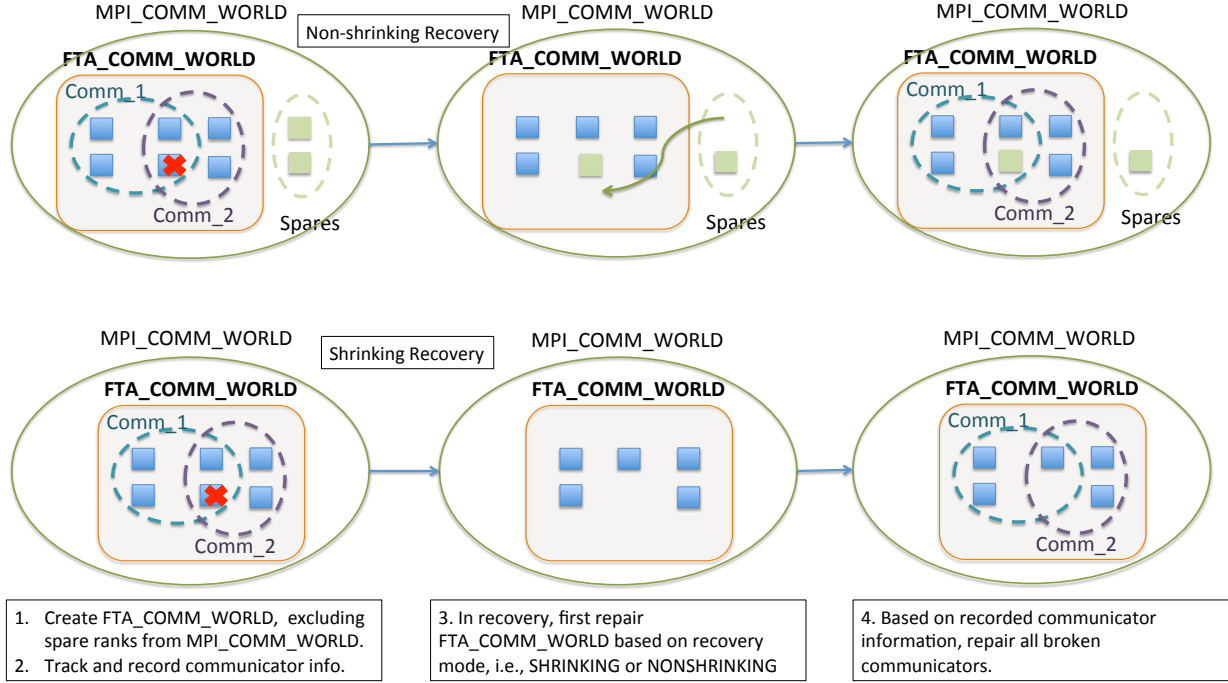 MPI_COMM_WORLD
Non-shrinking Recovery
MPI_COMM_WORLD
MPI_COMM_WORLD
FTA_COMM_WORLD
FTA_COMM_WORLD
FTA_COMM_WORLD
Comm_1
Comm_2
Spares
Spares
Comm_1
Comm_2
Spares
MPI_COMM_WORLD
Shrinking Recovery
MPI_COMM_WORLD
MPI_COMM_WORLD
FTA_COMM_WORLD
FTA_COMM_WORLD
FTA_COMM_WORLD
Comm_1
Comm_2
Comm_1
Comm_2
1. Create FTA_COMM_WORLD, excluding
spare ranks from MPI_COMM_WORLD.
2. Track and record communicator info.
3. In recovery, first repair
FTA_COMM_WORLD based on recovery
mode, i.e., SHRINKING or NONSHRINKING
4. Based on recorded communicator
information, repair all broken
communicators.